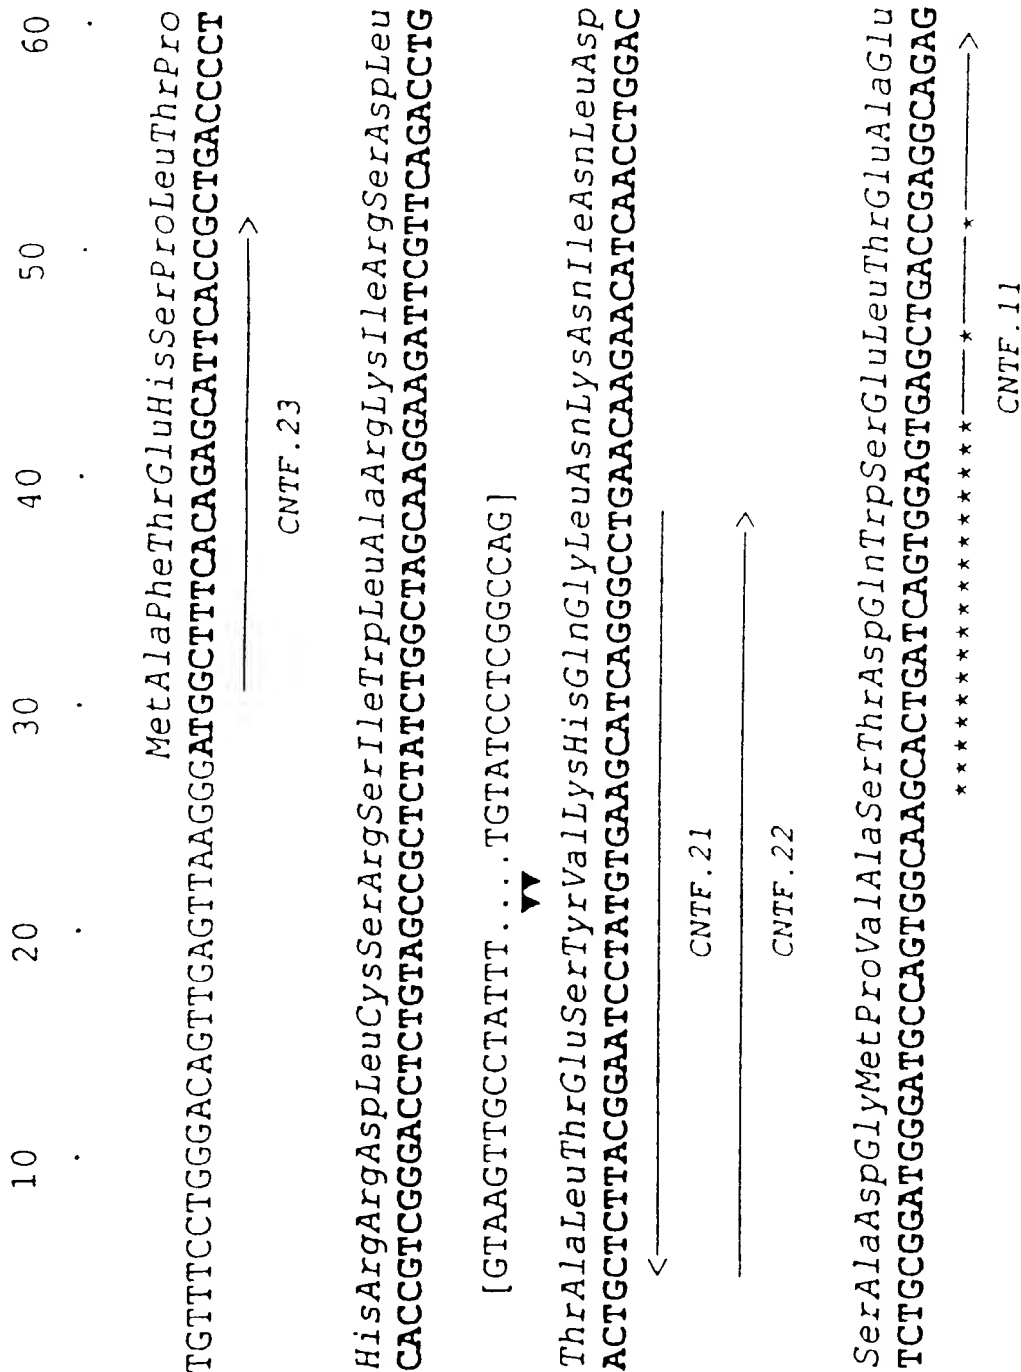 10 20 30 40 50 60
. . . . . .
MetAlaPheThrGluHisSerProLeuThrPro
TGTTTCCTGGGACAGTTGAGTTAAGGGATGGCTTTCACAGAGCATTCACCGCTGACCCCT
CNTF.23
HisArgArgAspLeuCysSerArgSerIleTrpLeuAlaArgLysIleArgSerAspLeu
CACCGTCGGGACCTCTGTAGCCGCTCTATCTGGCTAGCAAGGAAGATTCGTTCAGACCTG
[GTAAGTTGCCTATTT....TGTATCCTCGGCCAG]
ThrAlaLeuThrGluSerTyrValLysHisGlnGlyLeuAsnLysAsnIleAsnLeuAsp
ACTGCTCTTACGGAATCCTATGTGAAGCATCAGGGCCTGAACAAGAACATCAACCTGGAC
CNTF.21
CNTF.22
SerAlaAspGlyMetProValAlaSerThrAspGlnTrpSerGluLeuThrGluAlaGlu
TCTGCGGATGGGATGCCAGTGGCAAGCACTGATCAGTGGAGTGAGCTGACCGAGGCAGAG
*****************—*—*—
CNTF.11